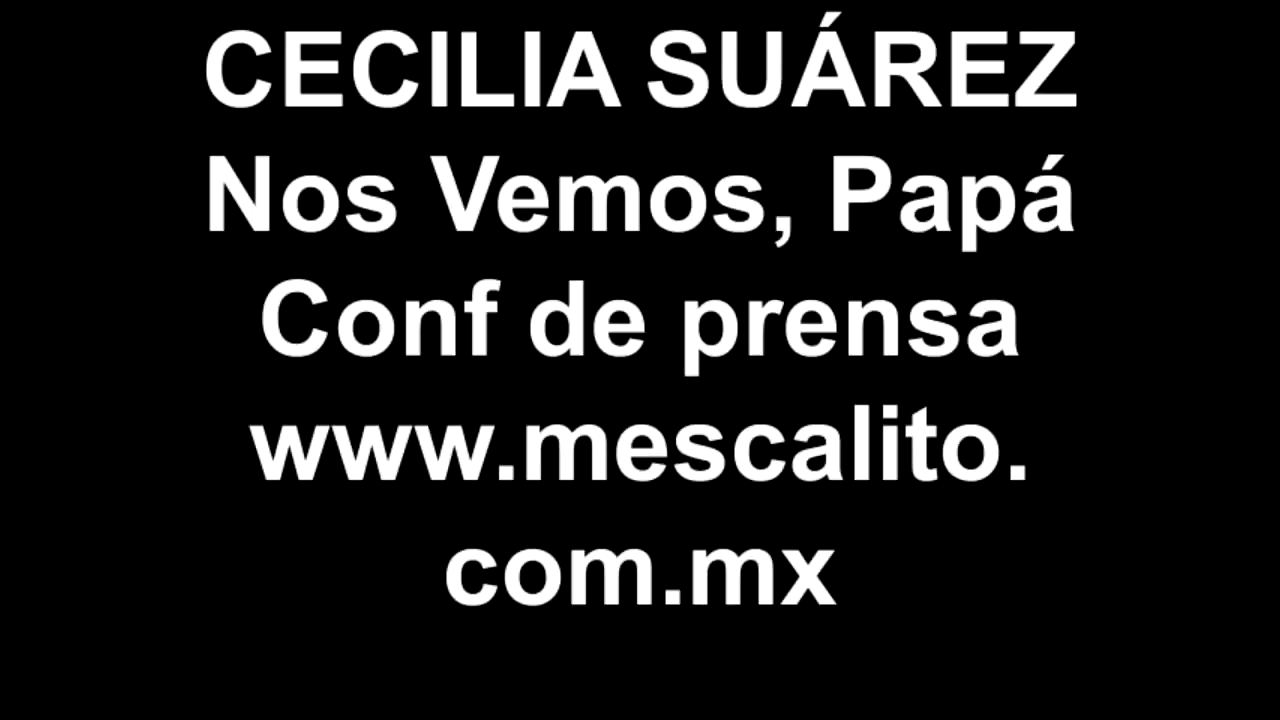 CECILIA SUÁREZ
Nos Vemos, Papá
Conf de prensa
www.mescalito.
com.mx